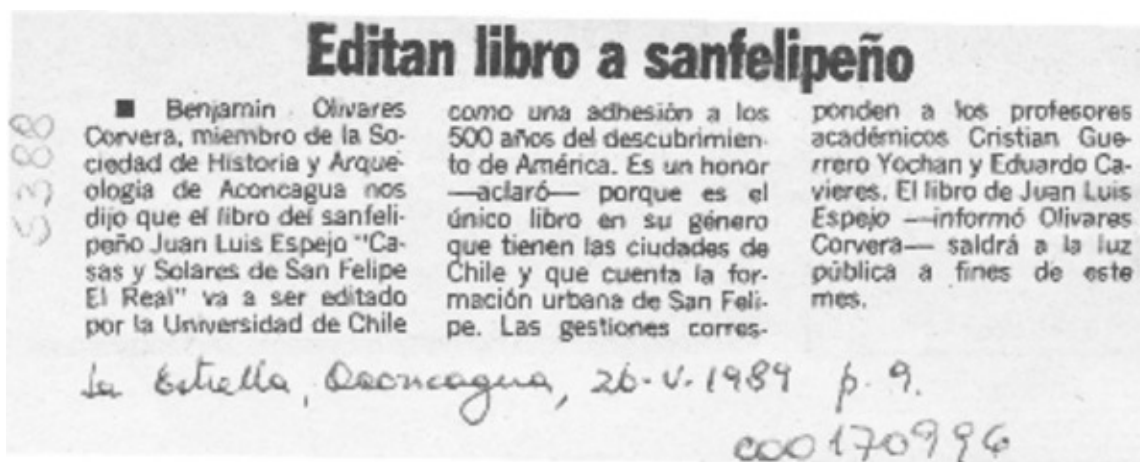 Editan libro a sanfelipeño
■ Benjamín Olivares
Corvera, miembro de la So-
ciedad de Historia y Arque-
ología de Aconcagua nos
dijo que el libro del sanfeli-
peño Juan Luis Espejo "Ca-
sas y Solares de San Felipe
El Real" va a ser editado
por la Universidad de Chile
como una adhesión a los
500 años del descubrimien-
to de América. Es un honor
—aclaró— porque es el
único libro en su género
que tienen las ciudades de
Chile y que cuenta la for-
mación urbana de San Feli-
pe. Las gestiones corres-
ponden a los profesores
académicos Cristian Gue-
rrero Yochan y Eduardo Ca-
vieres. El libro de Juan Luis
Espejo —informó Olivares
Corvera— saldrá a la luz
pública a fines de este
mes.
5388
La Estrella, Aconcagua, 26-V-1989 p. 9.
000170996